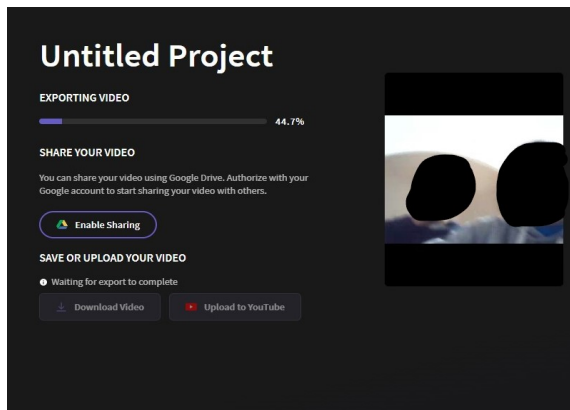 Untitled Project
EXPORTING VIDEO
44.7%
SHARE YOUR VIDEO
You can share your video using Google Drive. Authorize with your
Google account to start sharing your video with others.
Enable Sharing
SAVE OR UPLOAD YOUR VIDEO
Waiting for export to complete
Download Video
Upload to YouTube